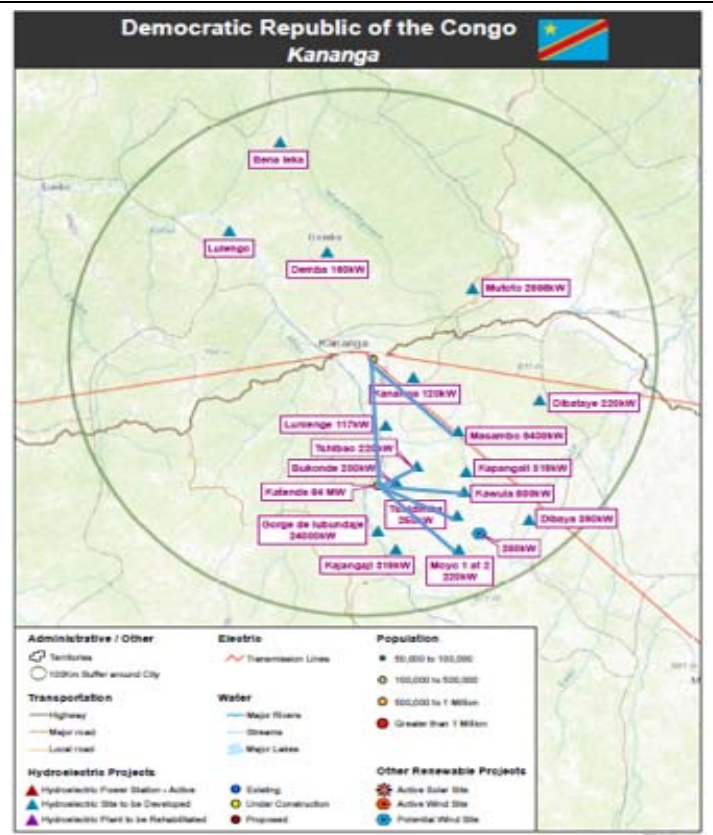 Democratic Republic of the Congo
Kananga
Bena leka
Lutengo
Demba
Demba 160kW
Mutoto 2688kW
Kananga
Kananga 120kW
Dibataye 220kW
Lumenge 117kW
Masambo 6400kW
Tshibao 220kW
Bukonde 200kW
Kapangali 318kW
Katende 64 MW
Kawula 800kW
Gorge de lubundaje
24000kW
Dibaya 390kW
Kajangaji 318kW
Moyo 1 at 2
220kW
Administrative / Other
Territories
100Km Buffer around City
Electric
Transmission Lines
Population
50,000 to 100,000
100,000 to 500,000
500,000 to 1 Million
Greater than 1 Million
Transportation
Highway
Major road
Local road
Water
Major Rivers
Streams
Major Lakes
Hydroelectric Projects
Hydroelectric Power Station - Active
Hydroelectric Site to be Developed
Hydroelectric Plant to be Rehabilitated
Existing
Under Construction
Proposed
Other Renewable Projects
Active Solar Site
Active Wind Site
Potential Wind Site